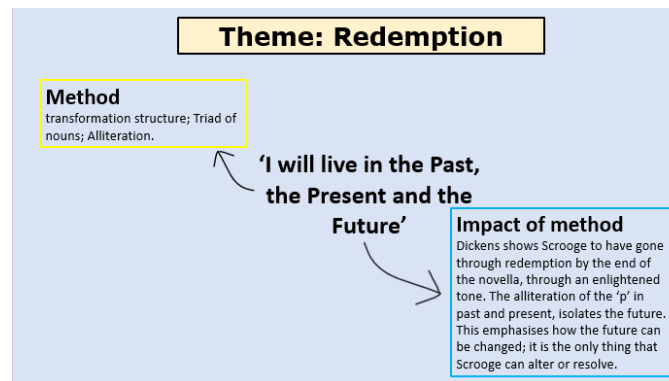 Theme: Redemption
Method
transformation structure; Triad of
nouns; Alliteration.
‘I will live in the Past,
the Present and the
Future’
Impact of method
Dickens shows Scrooge to have gone
through redemption by the end of
the novella, through an enlightened
tone. The alliteration of the ‘p’ in
past and present, isolates the future.
This emphasises how the future can
be changed; it is the only thing that
Scrooge can alter or resolve.